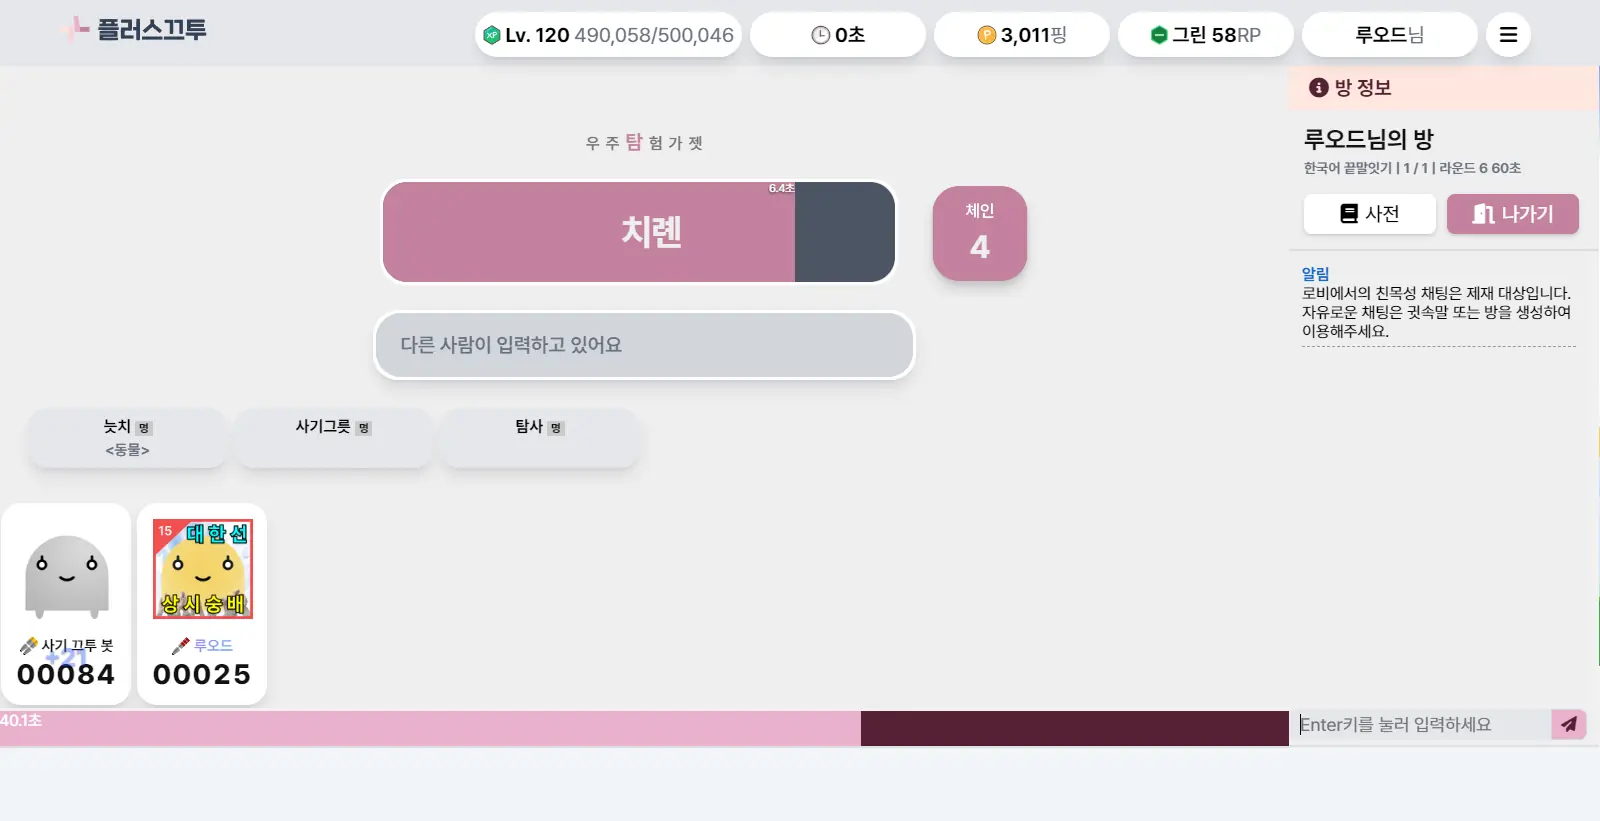 플러스끄투
XP Lv. 120 490,058/500,046
0초
P 3,011핑
그린 58RP
루오드님
방 정보
루오드님의 방
한국어 끝말잇기 | 1 / 1 | 라운드 6 60초
사전
나가기
알림
로비에서의 친목성 채팅은 제재 대상입니다.
자유로운 채팅은 귓속말 또는 방을 생성하여
이용해주세요.
우주탐험가젯
6.4초
치롄
체인
4
다른 사람이 입력하고 있어요
늣치 명
<동물>
사기그릇 명
탐사 명
사기 끄투 봇
+21
00084
15
대한선
상시숭배
루오드
00025
40.1초
Enter키를 눌러 입력하세요